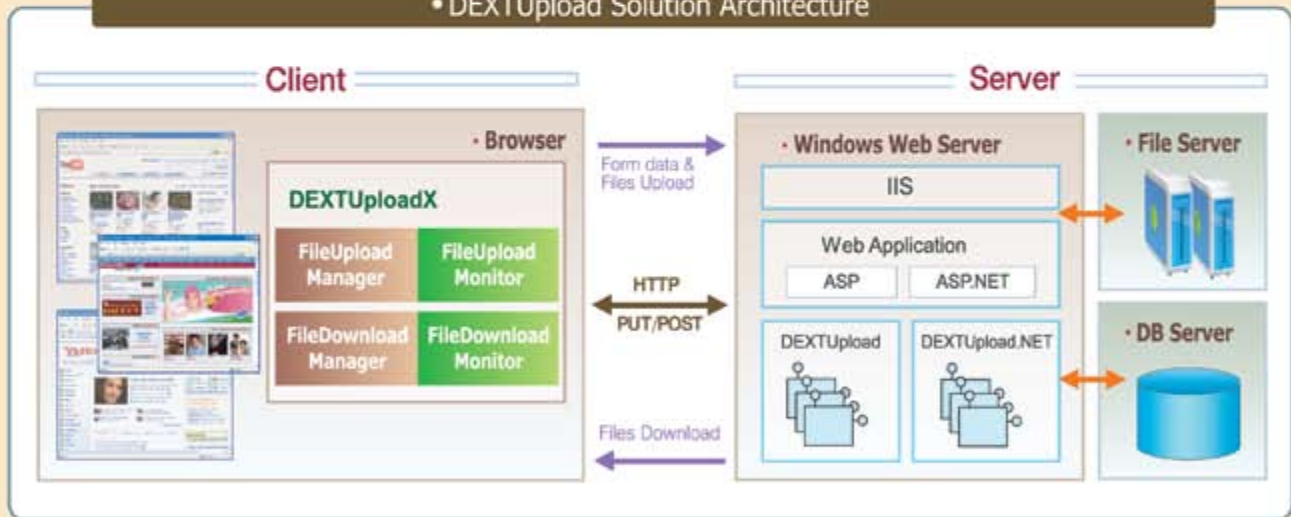 • DEXTUpload Solution Architecture
Client
Server
• Browser
DEXTUploadX
FileUpload
Manager
FileUpload
Monitor
FileDownload
Manager
FileDownload
Monitor
Form data &
Files Upload
HTTP
PUT/POST
Files Download
• Windows Web Server
IIS
Web Application
ASP
ASP.NET
DEXTUpload
DEXTUpload.NET
• File Server
• DB Server